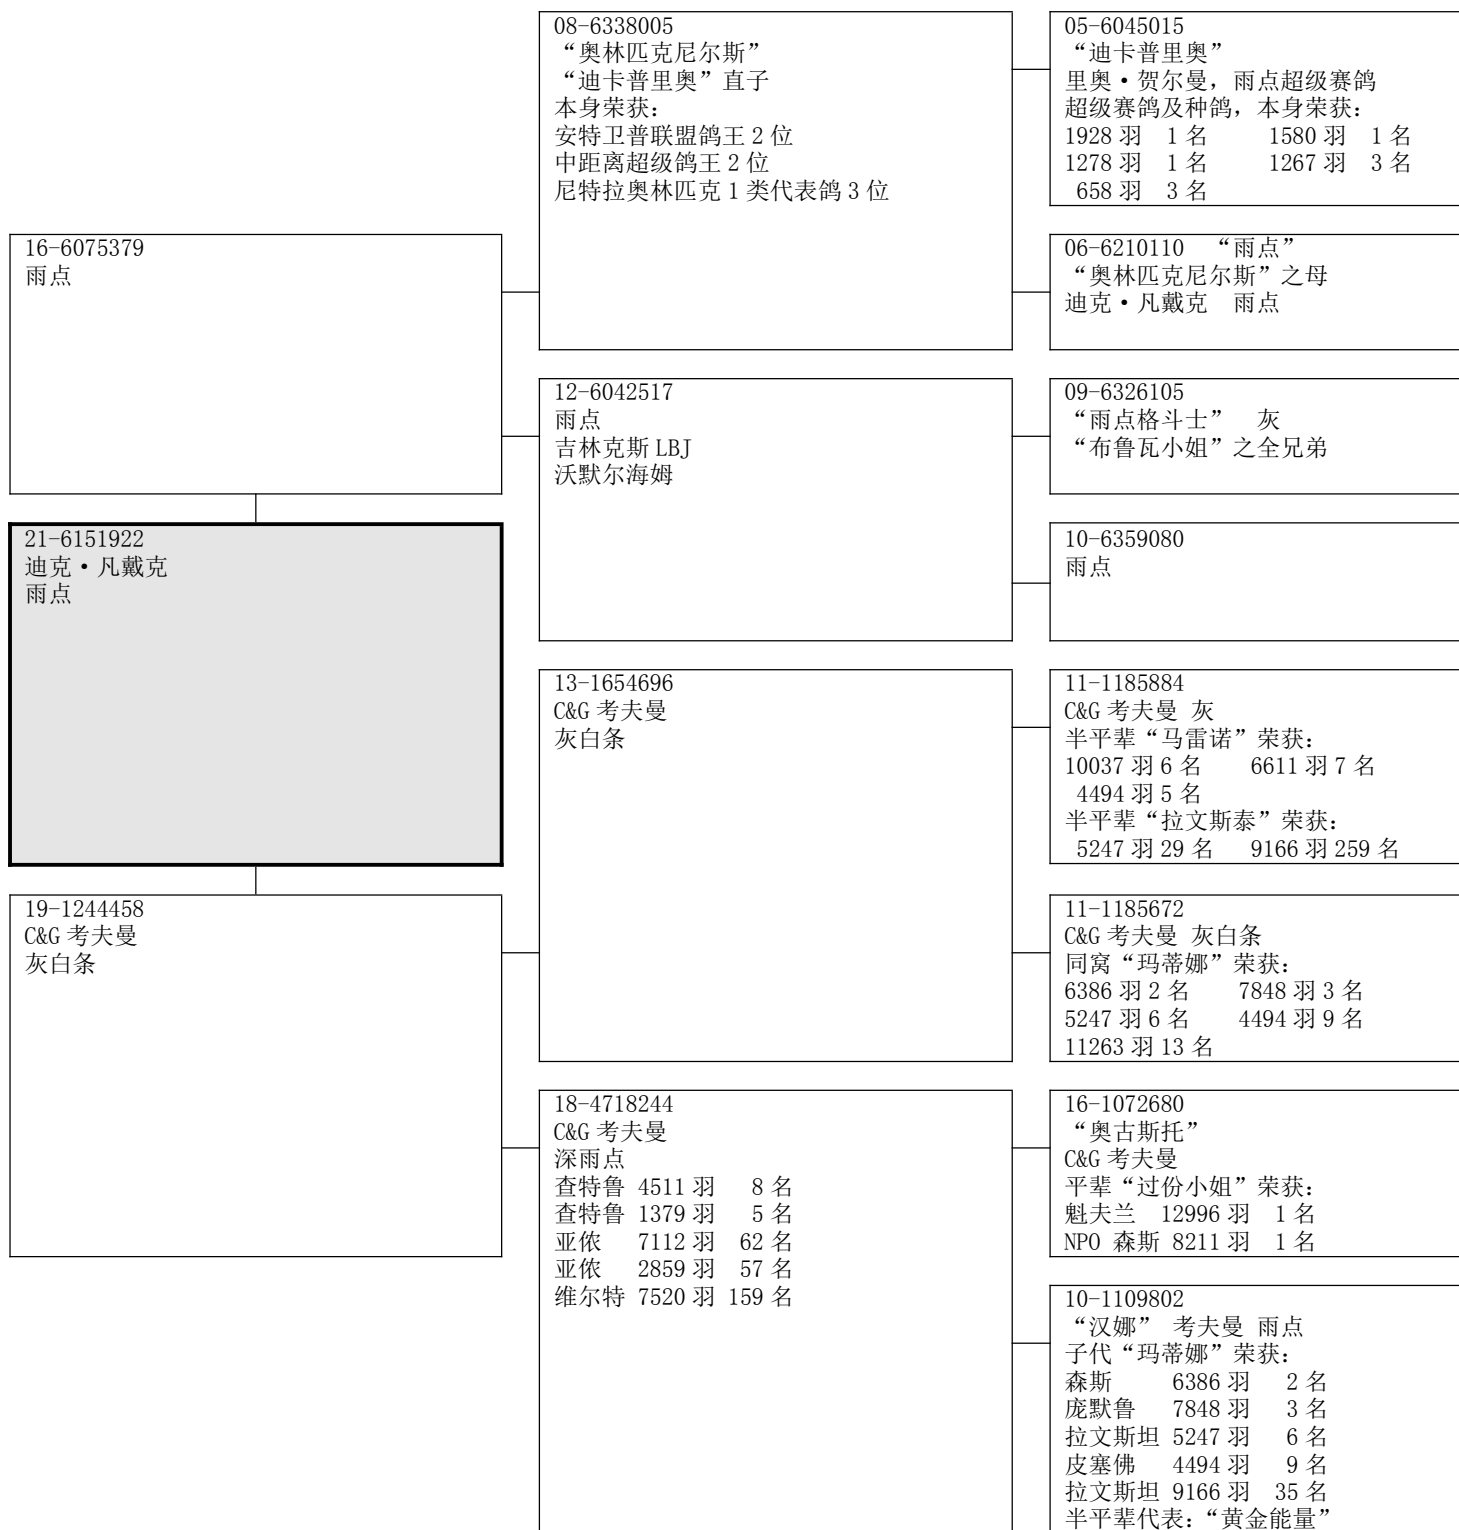 08-6338005
“奥林匹克尼尔斯”
“迪卡普里奥”直子
本身荣获：
安特卫普联盟鸽王 2 位
中距离超级鸽王 2 位
尼特拉奥林匹克 1 类代表鸽 3 位
05-6045015
“迪卡普里奥”
里奥·贺尔曼，雨点超级赛鸽
超级赛鸽及种鸽，本身荣获：
1928 羽 1 名 1580 羽 1 名
1278 羽 1 名 1267 羽 3 名
658 羽 3 名
16-6075379
雨点
06-6210110 “雨点”
“奥林匹克尼尔斯”之母
迪克·凡戴克 雨点
12-6042517
雨点
吉林克斯 LBJ
沃默尔海姆
09-6326105
“雨点格斗士” 灰
“布鲁瓦小姐”之全兄弟
21-6151922
迪克·凡戴克
雨点
10-6359080
雨点
13-1654696
C&G 考夫曼
灰白条
11-1185884
C&G 考夫曼 灰
半平辈“马雷诺”荣获：
10037 羽 6 名 6611 羽 7 名
4494 羽 5 名
半平辈“拉文斯泰”荣获：
5247 羽 29 名 9166 羽 259 名
19-1244458
C&G 考夫曼
灰白条
11-1185672
C&G 考夫曼 灰白条
同窝“玛蒂娜”荣获：
6386 羽 2 名 7848 羽 3 名
5247 羽 6 名 4494 羽 9 名
11263 羽 13 名
18-4718244
C&G 考夫曼
深雨点
查特鲁 4511 羽 8 名
查特鲁 1379 羽 5 名
亚侬 7112 羽 62 名
亚侬 2859 羽 57 名
维尔特 7520 羽 159 名
16-1072680
“奥古斯托”
C&G 考夫曼
平辈“过份小姐”荣获：
魁夫兰 12996 羽 1 名
NPO 森斯 8211 羽 1 名
10-1109802
“汉娜” 考夫曼 雨点
子代“玛蒂娜”荣获：
森斯 6386 羽 2 名
庞默鲁 7848 羽 3 名
拉文斯坦 5247 羽 6 名
皮塞佛 4494 羽 9 名
拉文斯坦 9166 羽 35 名
半平辈代表：“黄金能量”